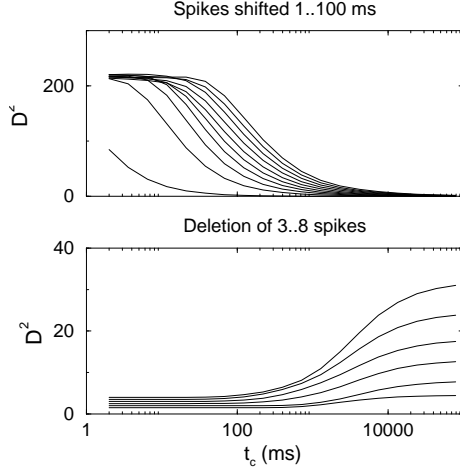 Spikes shifted 1..100 ms
200
D²
0
Deletion of 3..8 spikes
40
20
D²
0
1 100 10000
t_c (ms)